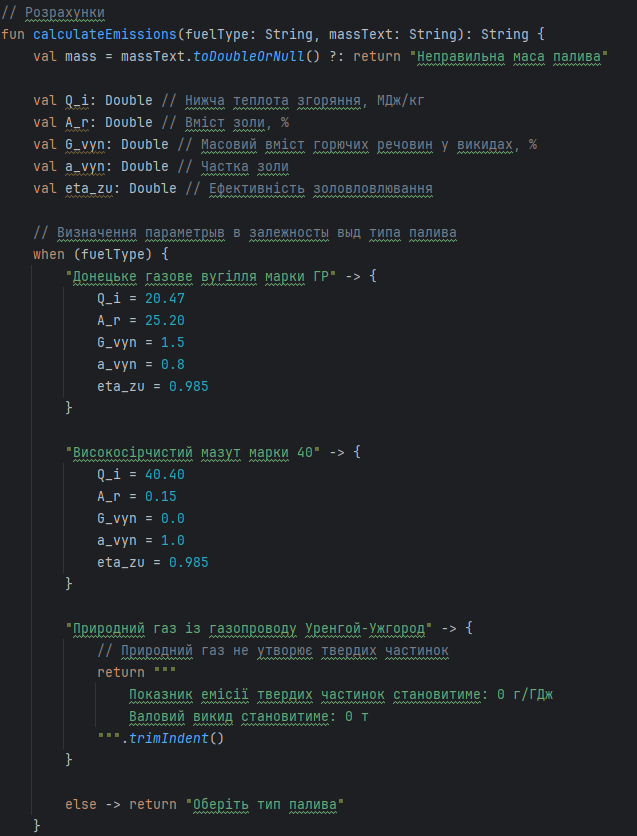 // Розрахунки
fun calculateEmissions(fuelType: String, massText: String): String {
val mass = massText.toDoubleOrNull() ?: return "Неправильна маса палива"
val Q_i: Double // Нижча теплота згоряння, МДж/кг
val A_r: Double // Вміст золи, %
val G_vyn: Double // Масовий вміст горючих речовин у викидах, %
val a_vyn: Double // Частка золи
val eta_zu: Double // Ефективність золовловлювання
// Визначення параметрыв в залежносты выд типа палива
when (fuelType) {
"Донецьке газове вугілля марки ГР" -> {
Q_i = 20.47
A_r = 25.20
G_vyn = 1.5
a_vyn = 0.8
eta_zu = 0.985
}
"Високосірчистий мазут марки 40" -> {
Q_i = 40.40
A_r = 0.15
G_vyn = 0.0
a_vyn = 1.0
eta_zu = 0.985
}
"Природний газ із газопроводу Уренгой-Ужгород" -> {
// Природний газ не утворює твердих частинок
return """
Показник емісії твердих частинок становитиме: 0 г/ГДж
Валовий викид становитиме: 0 т
""".trimIndent()
}
else -> return "Оберіть тип палива"
}